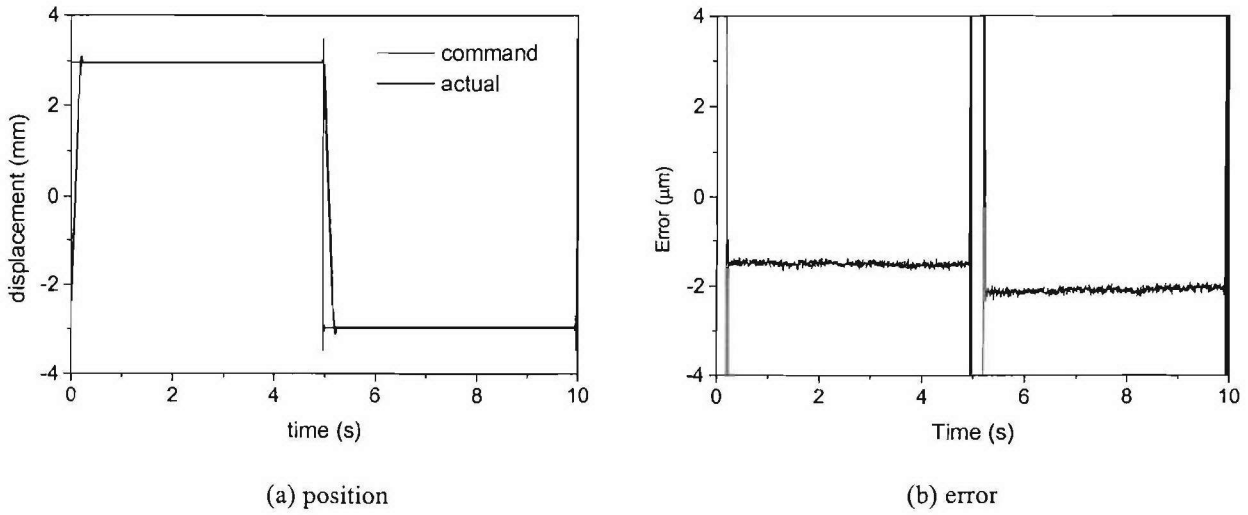 4
2
0
-2
-4
displacement (mm)
command
actual
0 2 4 6 8 10
time (s)
(a) position
4
2
0
-2
-4
Error (μm)
0 2 4 6 8 10
Time (s)
(b) error